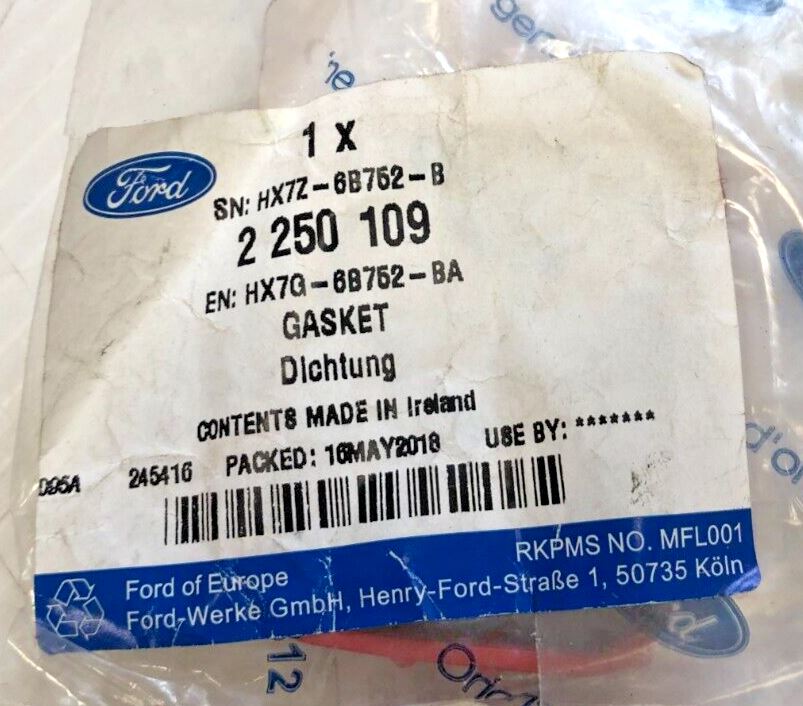 1 X
Ford
SN: HX7Z-6B752-B
2 250 109
EN: HX7G-6B752-BA
GASKET
Dichtung
CONTENTS MADE IN Ireland
PACKED: 16MAY2018 USE BY: *******
095A 245416
RKPMS NO. MFL001
Ford of Europe
Ford-Werke GmbH, Henry-Ford-Straße 1, 50735 Köln
d'o
12